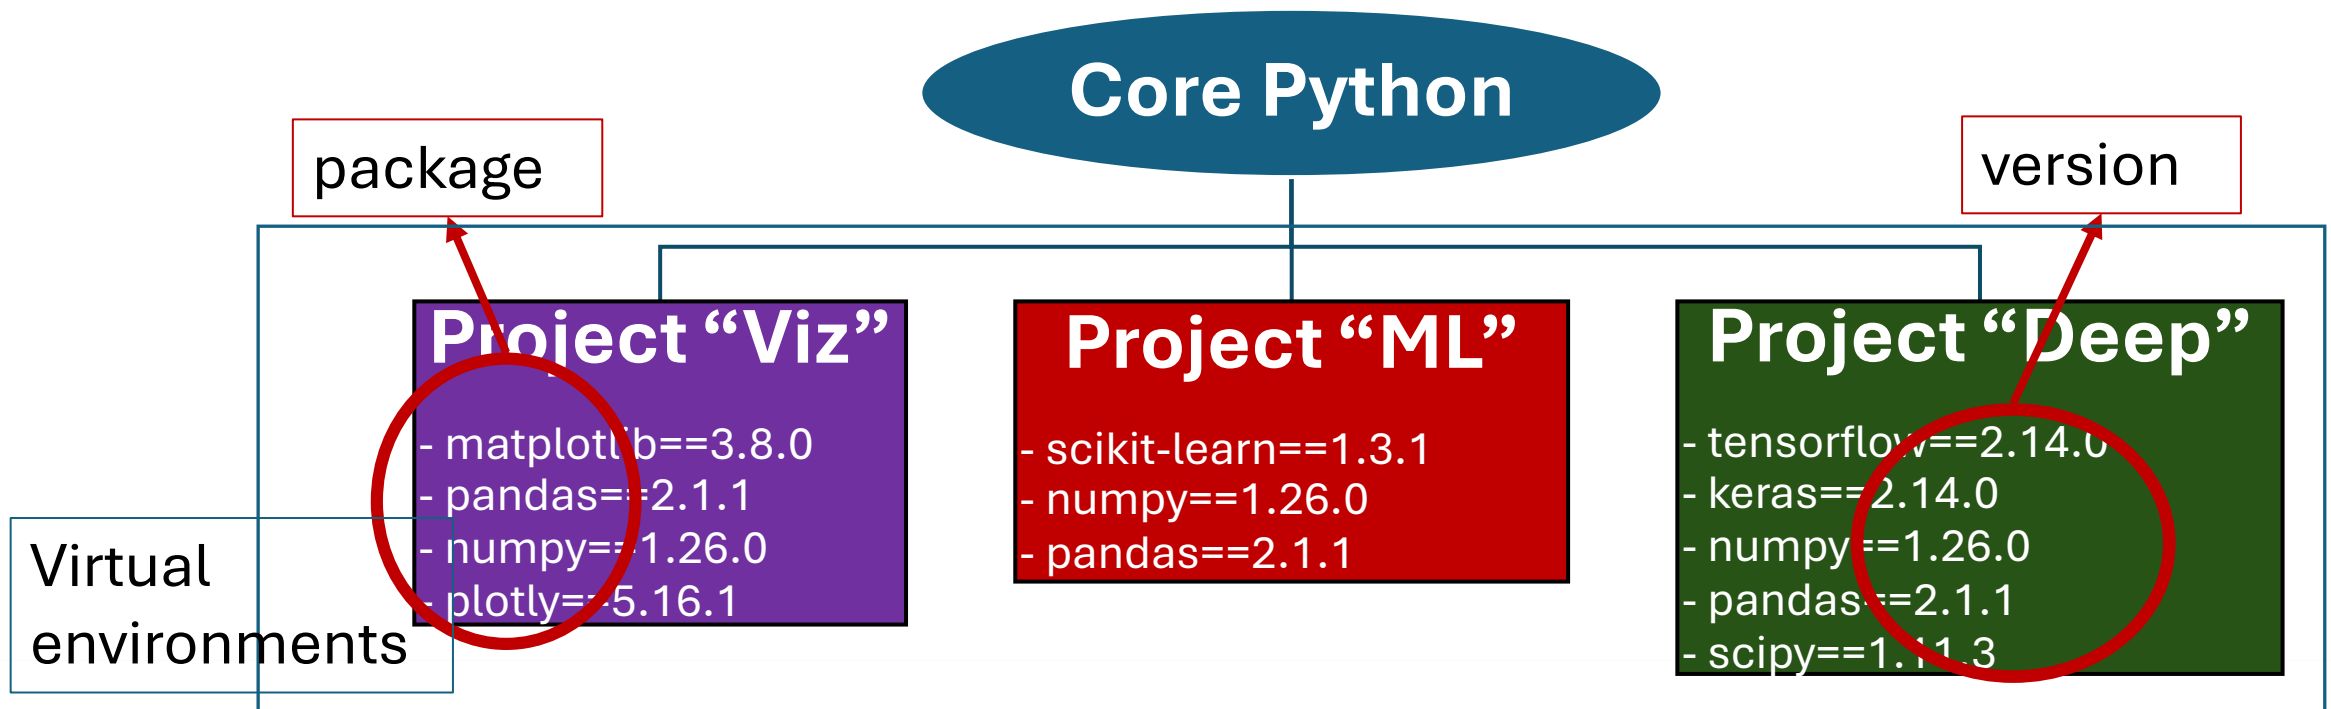 Core Python
package
version
Project “Viz”
- matplotlib==3.8.0
- pandas==2.1.1
- numpy==1.26.0
- plotly==5.16.1
Project “ML”
- scikit-learn==1.3.1
- numpy==1.26.0
- pandas==2.1.1
Project “Deep”
- tensorflow==2.14.0
- keras==2.14.0
- numpy==1.26.0
- pandas==2.1.1
- scipy==1.11.3
Virtual
environments